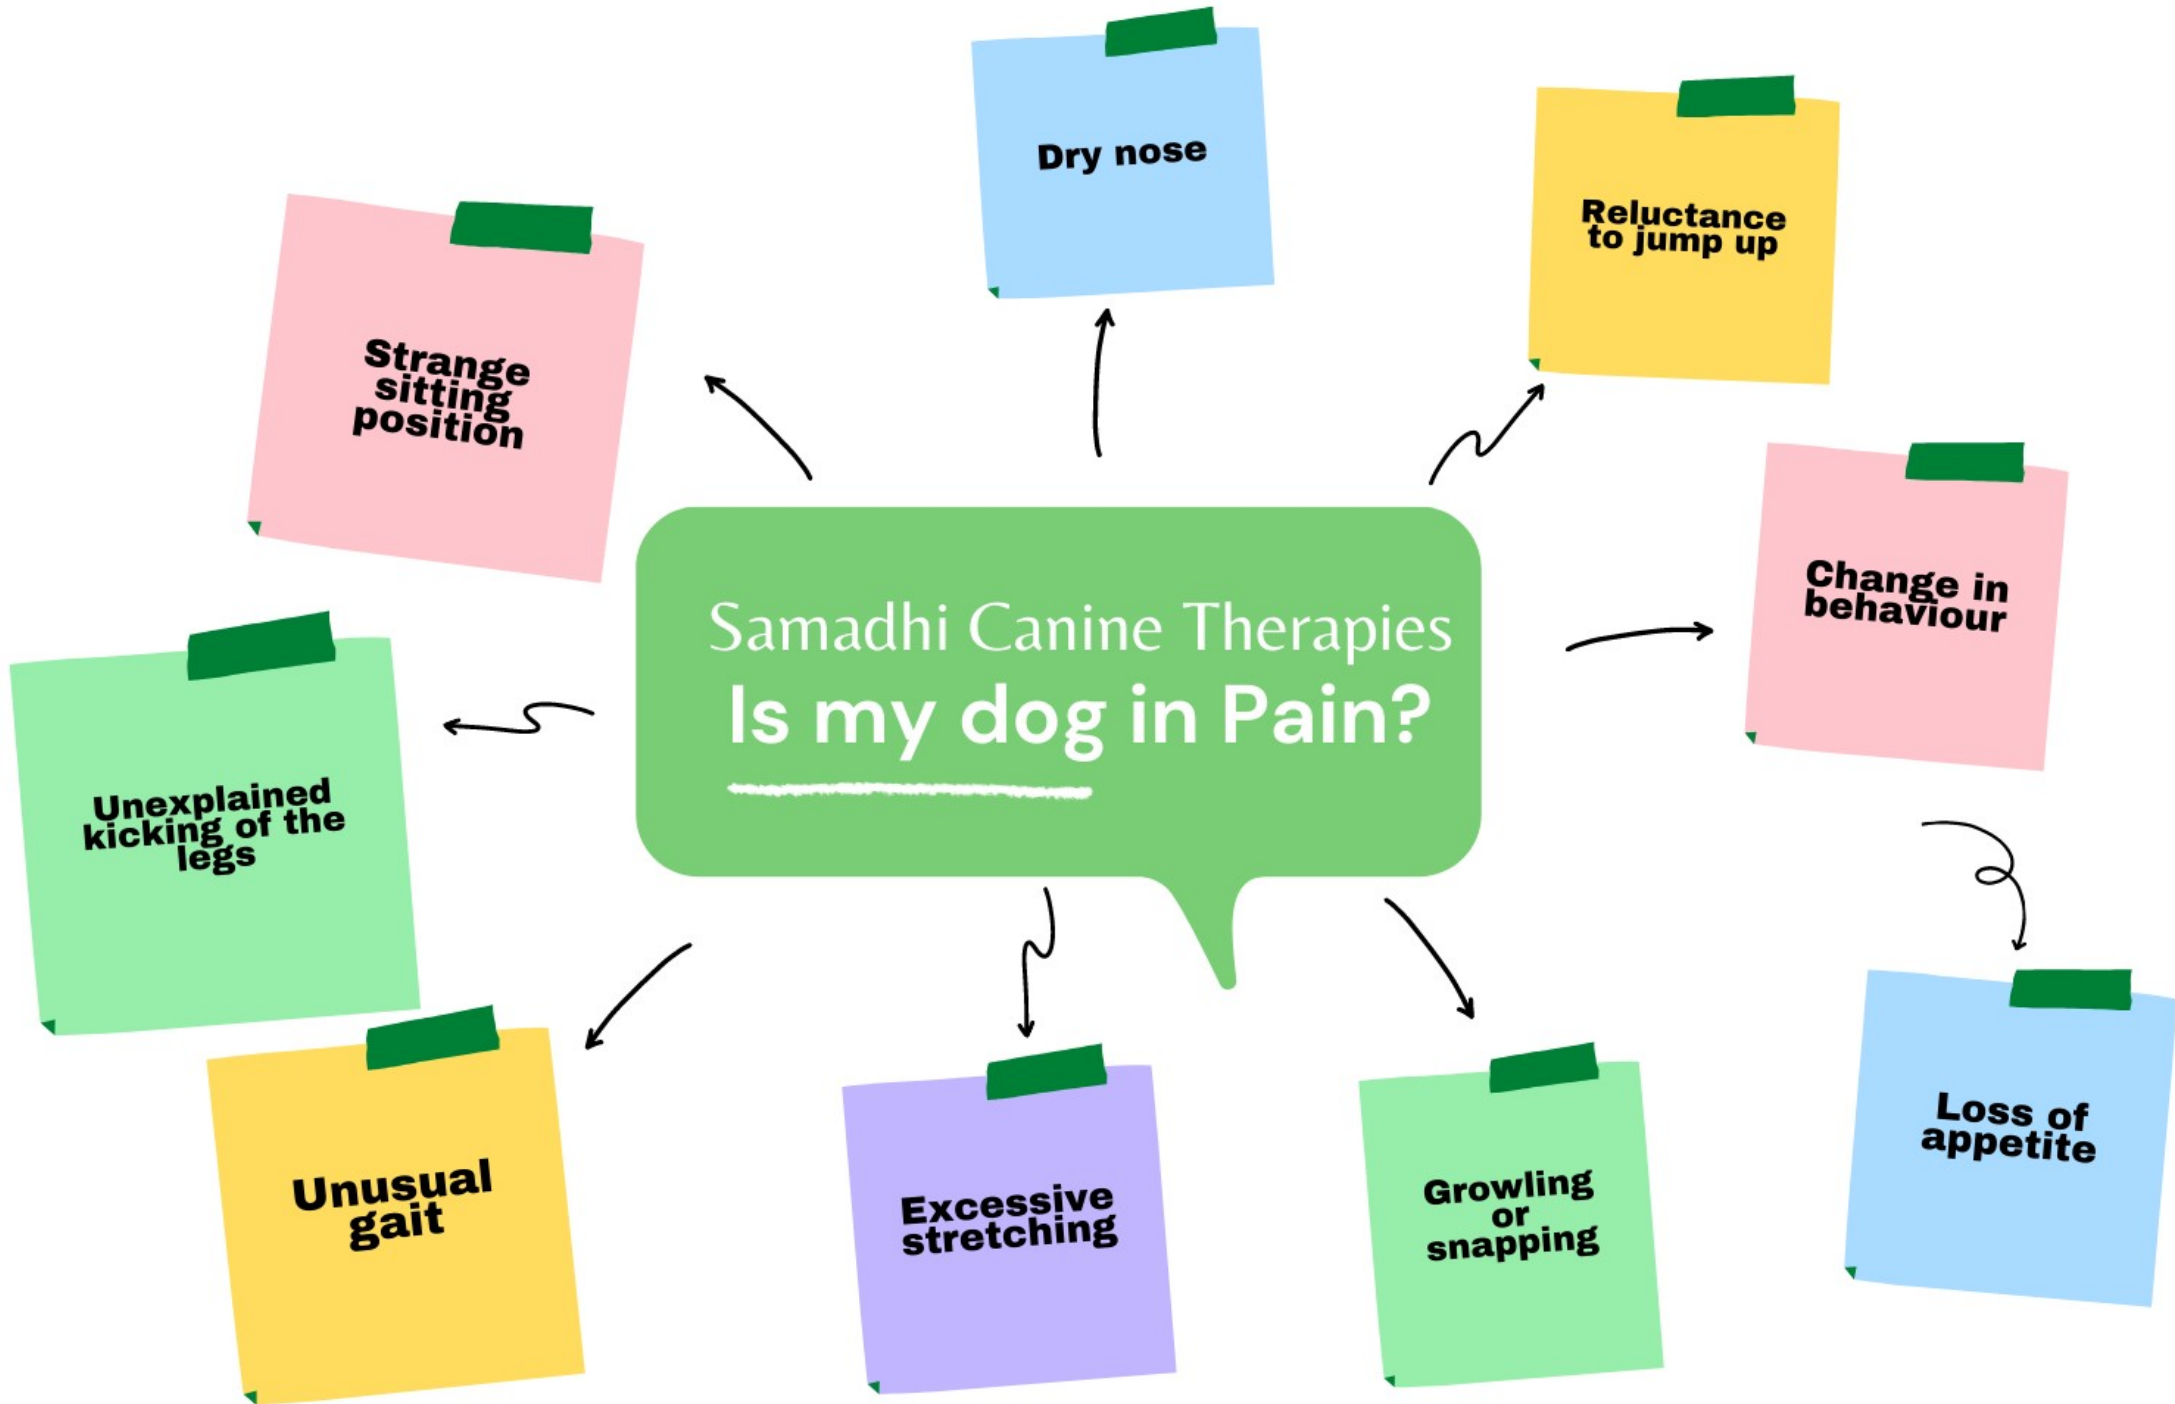 Dry nose
Reluctance
to jump up
Strange
sitting
position
Change in
behaviour
Samadhi Canine Therapies
Is my dog in Pain?
Unexplained
kicking of the
legs
Unusual
gait
Excessive
stretching
Growling
or
snapping
Loss of
appetite